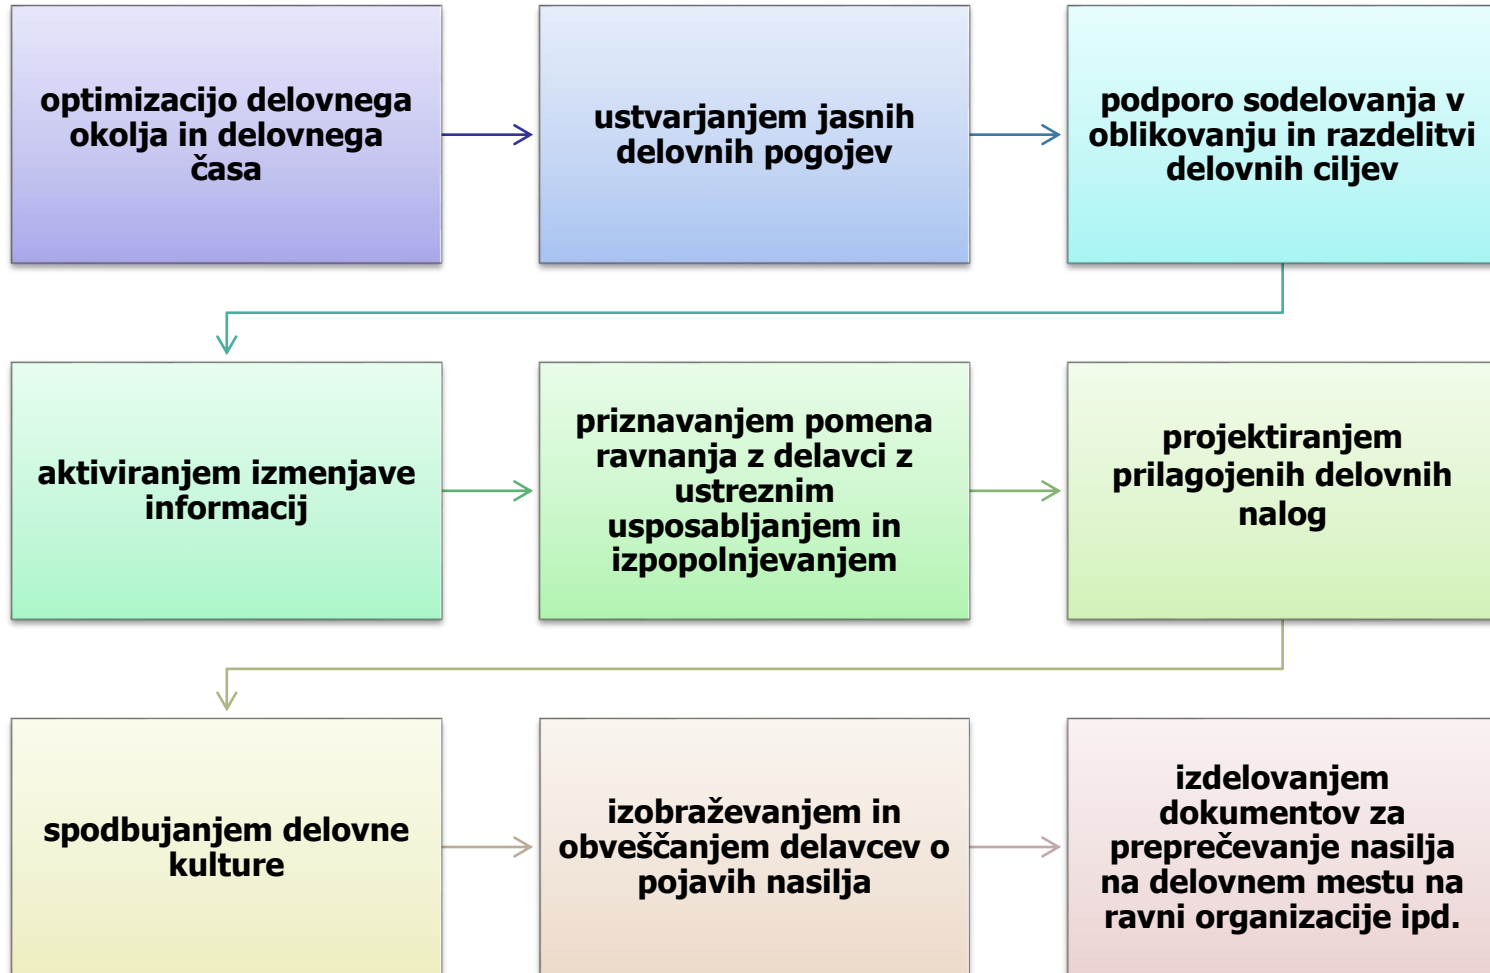 optimizacijo delovnega
okolja in delovnega
časa
ustvarjanjem jasnih
delovnih pogojev
podporo sodelovanja v
oblikovanju in razdelitvi
delovnih ciljev
aktiviranjem izmenjave
informacij
priznavanjem pomena
ravnanja z delavci z
ustreznim
usposabljanjem in
izpopolnjevanjem
projektiranjem
prilagojenih delovnih
nalog
spodbujanjem delovne
kulture
izobraževanjem in
obveščanjem delavcev o
pojavih nasilja
izdelovanjem
dokumentov za
preprečevanje nasilja
na delovnem mestu na
ravni organizacije ipd.